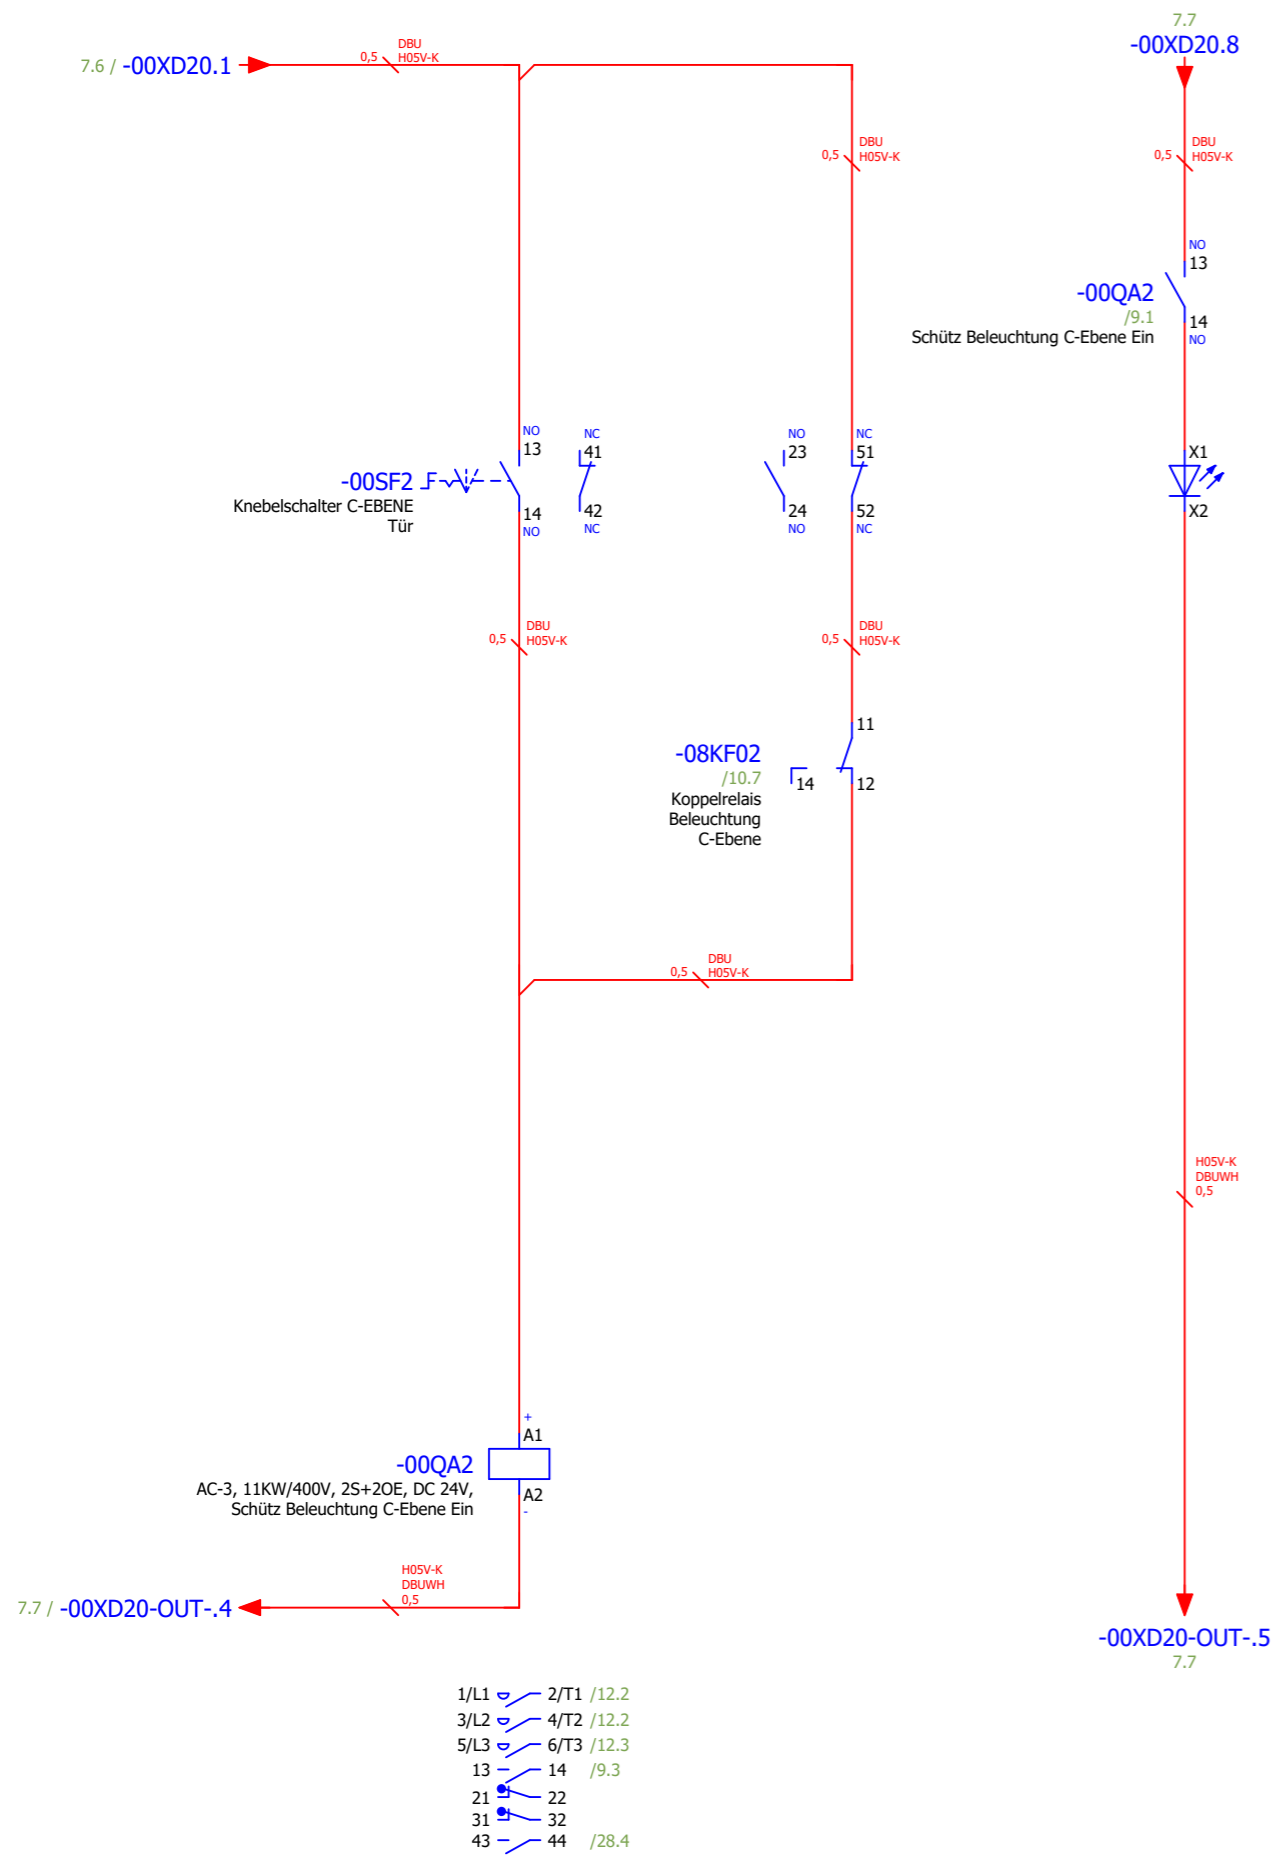 7.6 / -00XD20.1
0,5
DBU
H05V-K
7.7
-00XD20.8
0,5
DBU
H05V-K
0,5
DBU
H05V-K
-00QA2
/9.1
Schütz Beleuchtung C-Ebene Ein
NO
13
14
NO
-00SF2
Knebelschalter C-EBENE
Tür
NO
13
14
NO
NC
41
42
NC
NO
23
24
NO
NC
51
52
NC
X1
X2
0,5
DBU
H05V-K
0,5
DBU
H05V-K
-08KF02
/10.7
Koppelrelais
Beleuchtung
C-Ebene
14
11
12
0,5
DBU
H05V-K
H05V-K
DBUWH
0,5
-00QA2
AC-3, 11KW/400V, 2S+2OE, DC 24V,
Schütz Beleuchtung C-Ebene Ein
+
A1
A2
-
H05V-K
DBUWH
0,5
7.7 / -00XD20-OUT-.4
-00XD20-OUT-.5
7.7
1/L1 2/T1 /12.2
3/L2 4/T2 /12.2
5/L3 6/T3 /12.3
13 14 /9.3
21 22
31 32
43 44 /28.4